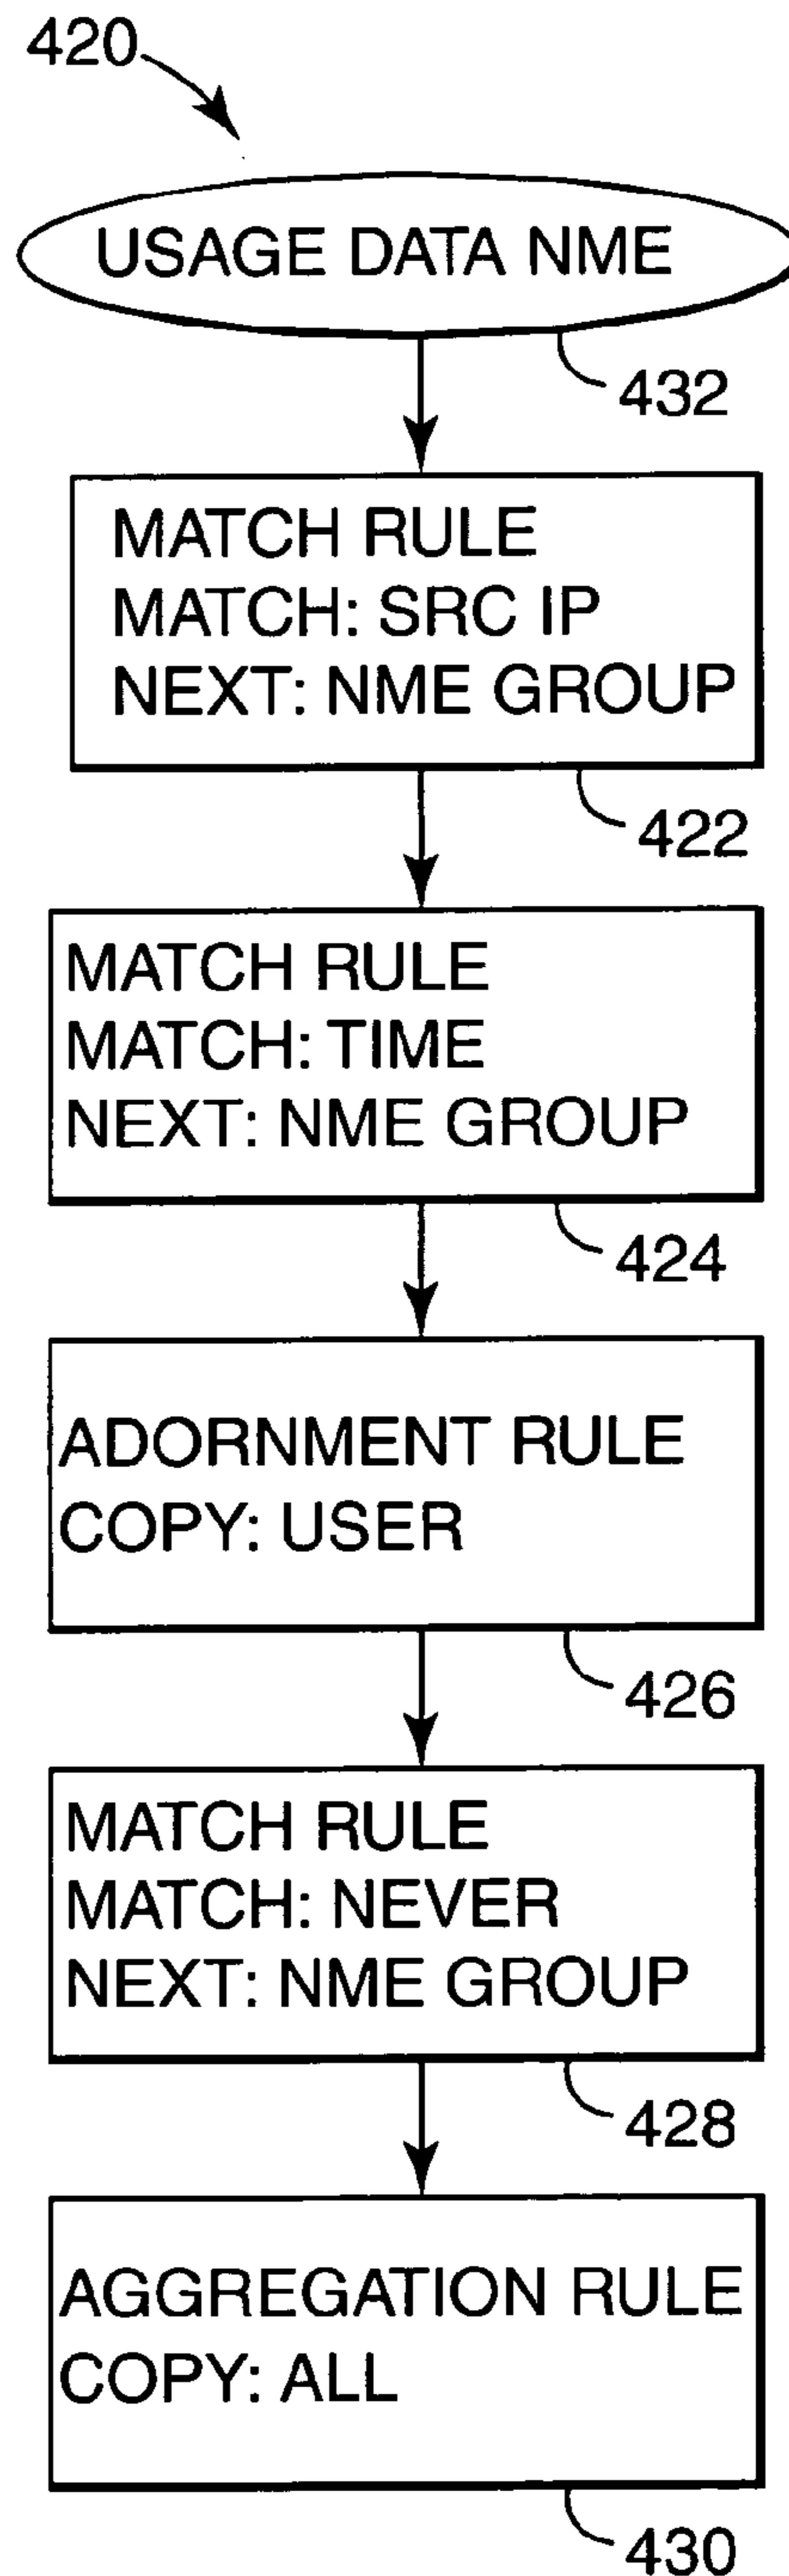 420
USAGE DATA NME
432
MATCH RULE
MATCH: SRC IP
NEXT: NME GROUP
422
MATCH RULE
MATCH: TIME
NEXT: NME GROUP
424
ADORNMENT RULE
COPY: USER
426
MATCH RULE
MATCH: NEVER
NEXT: NME GROUP
428
AGGREGATION RULE
COPY: ALL
430